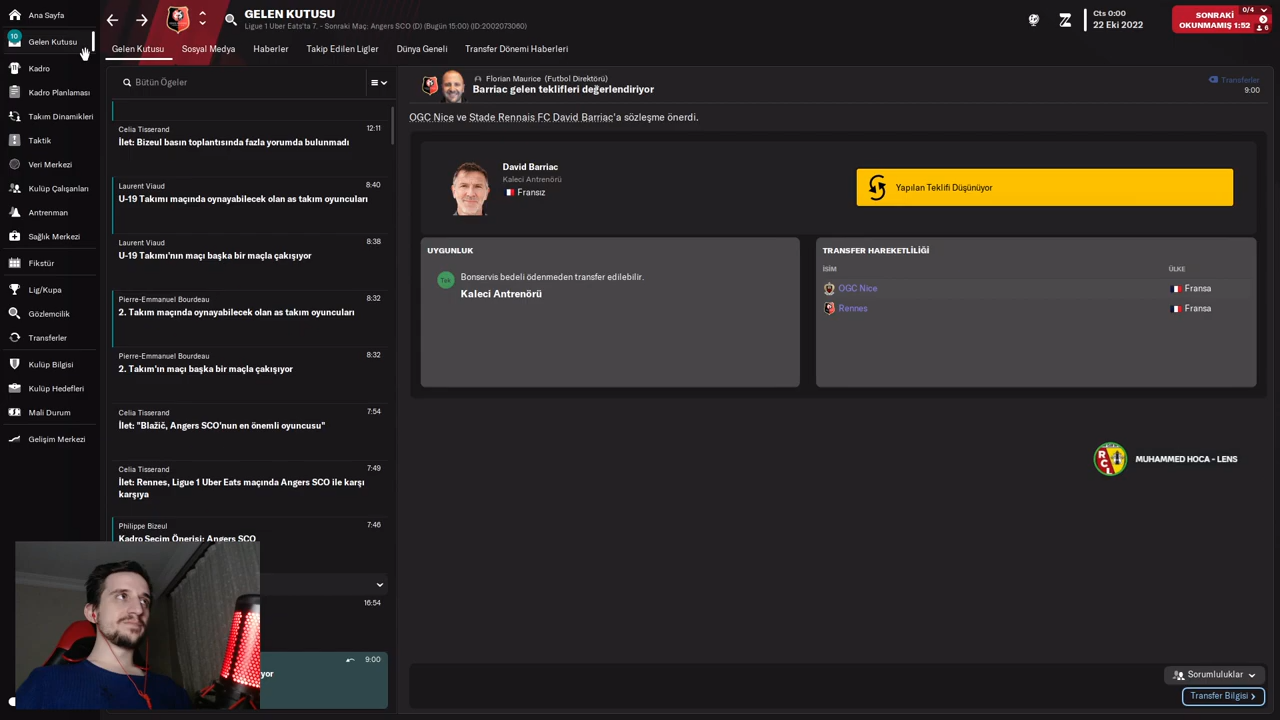 Ana Sayfa
10
Gelen Kutusu
Kadro
Kadro Planlaması
Takım Dinamikleri
Taktik
Veri Merkezi
Kulüp Çalışanları
Antrenman
Sağlık Merkezi
Fikstür
Lig/Kupa
Gözlemcilik
Transferler
Kulüp Bilgisi
Kulüp Hedefleri
Mali Durum
Gelişim Merkezi
GELEN KUTUSU
Ligue 1 Uber Eats'ta 7. - Sonraki Maç: Angers SCO (D) (Bugün 15:00) (ID:2002073060)
Cts 0:00
22 Eki 2022
0/4
SONRAKİ
OKUNMAMIŞ 1:52
6
Gelen Kutusu
Sosyal Medya
Haberler
Takip Edilen Ligler
Dünya Geneli
Transfer Dönemi Haberleri
Bütün Ögeler
Celia Tisserand 12:11
İlet: Bizeul basın toplantısında fazla yorumda bulunmadı
Laurent Viaud 8:40
U-19 Takımı maçında oynayabilecek olan as takım oyuncuları
Laurent Viaud 8:38
U-19 Takımı'nın maçı başka bir maçla çakışıyor
Pierre-Emmanuel Bourdeau 8:32
2. Takım maçında oynayabilecek olan as takım oyuncuları
Pierre-Emmanuel Bourdeau 8:32
2. Takım'ın maçı başka bir maçla çakışıyor
Celia Tisserand 7:54
İlet: "Blažič, Angers SCO'nun en önemli oyuncusu"
Celia Tisserand 7:49
İlet: Rennes, Ligue 1 Uber Eats maçında Angers SCO ile karşı
karşıya
Philippe Bizeul 7:46
Kadro Seçim Önerisi: Angers SCO
16:54
9:00
yor
Florian Maurice (Futbol Direktörü)
Barriac gelen teklifleri değerlendiriyor
Transferler
9:00
OGC Nice ve Stade Rennais FC David Barriac'a sözleşme önerdi.
David Barriac
Kaleci Antrenörü
Fransız
Yapılan Teklifi Düşünüyor
UYGUNLUK
Tek
Bonservis bedeli ödenmeden transfer edilebilir.
Kaleci Antrenörü
TRANSFER HAREKETLİLİĞİ
İSİM ÜLKE
OGC Nice Fransa
Rennes Fransa
MUHAMMED HOCA - LENS
Sorumluluklar
Transfer Bilgisi